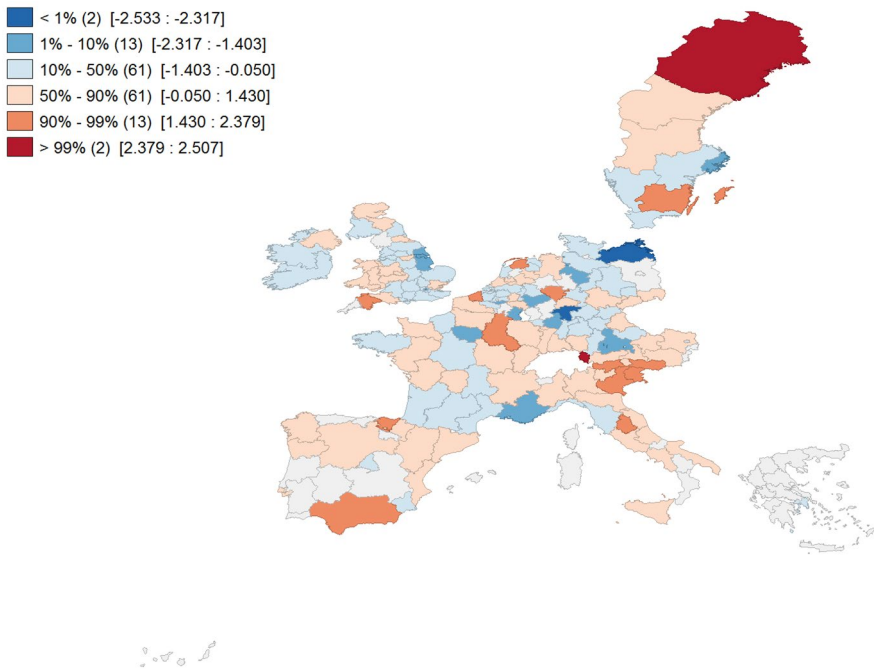 < 1% (2) [-2.533 : -2.317]
1% - 10% (13) [-2.317 : -1.403]
10% - 50% (61) [-1.403 : -0.050]
50% - 90% (61) [-0.050 : 1.430]
90% - 99% (13) [1.430 : 2.379]
> 99% (2) [2.379 : 2.507]